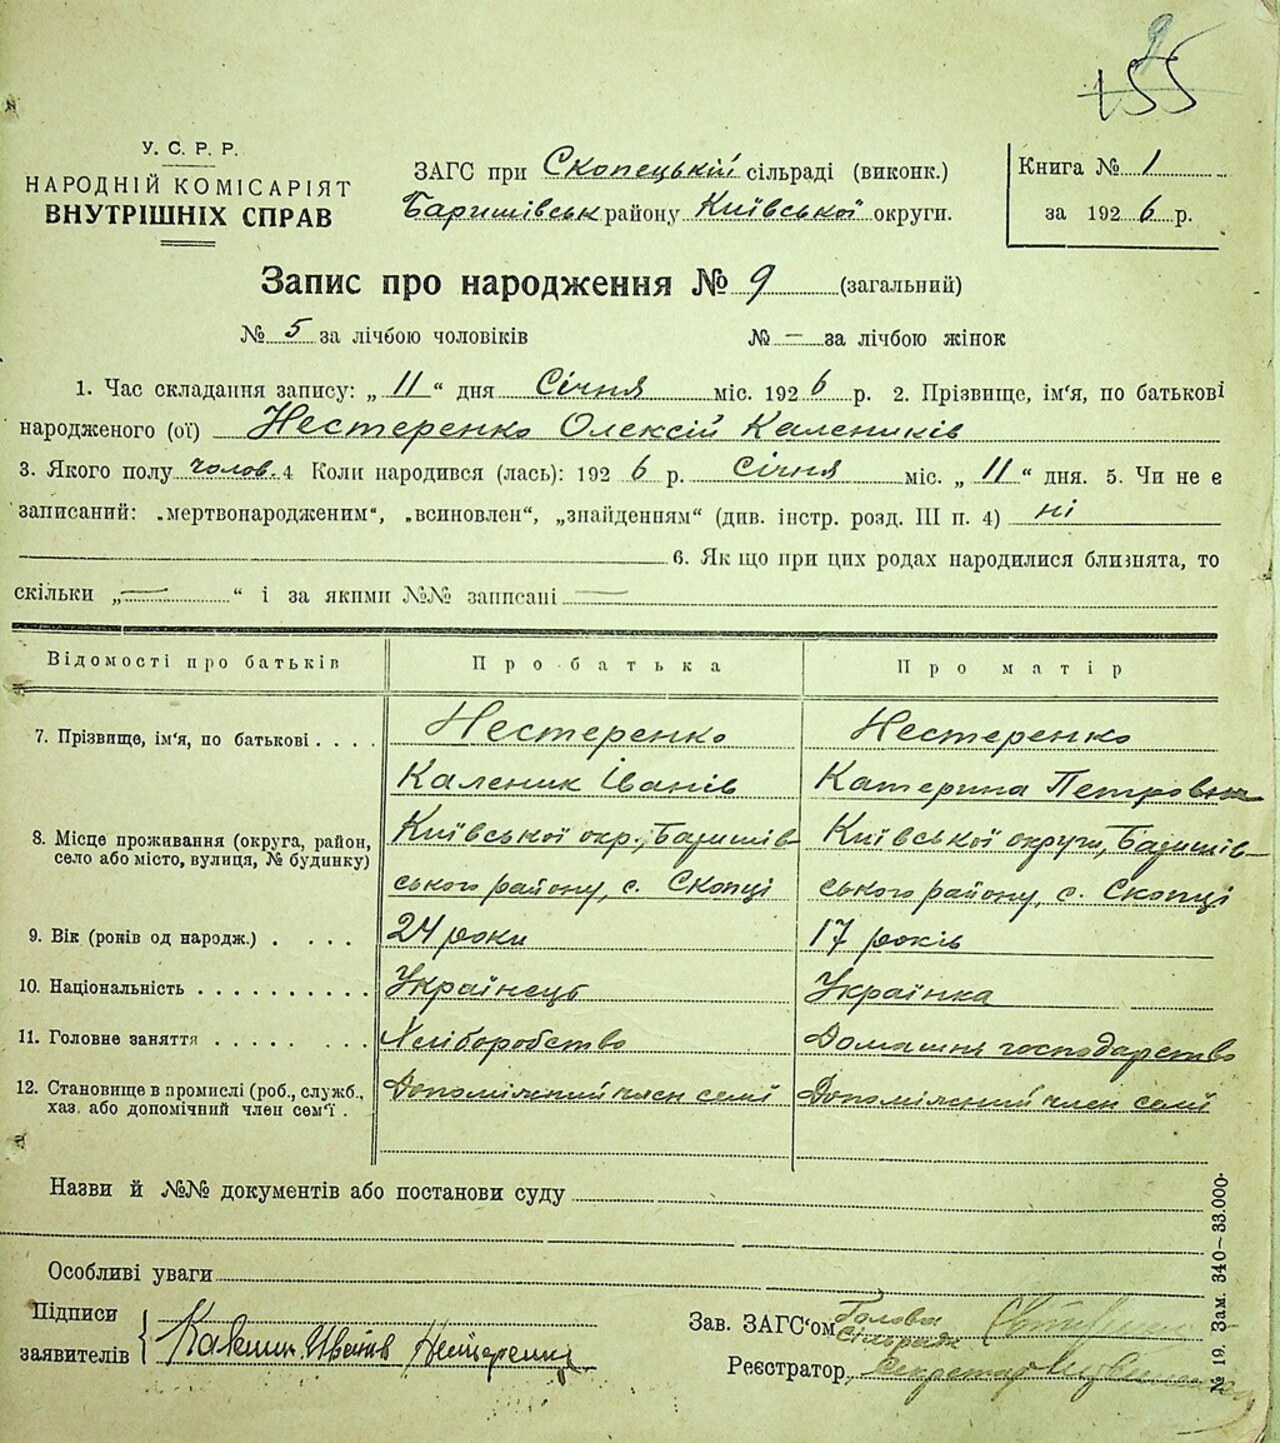 155
9
У. С. Р. Р.
НАРОДНІЙ КОМІСАРІЯТ
ВНУТРІШНІХ СПРАВ
ЗАГС при Скопецькій сільраді (виконк.)
Баришівськ району Київської округи.
Книга № 1
за 1926 р.
Запис про народження № 9 (загальний)
№ 5 за лічбою чоловіків № — за лічбою жінок
1. Час складання запису: „ 11 “ дня Січня міс. 1926 р. 2. Прізвище, ім‘я, по батькові
народженого (ої) Нестеренко Олексій Калеників
3. Якого полу чолов. 4 Коли народився (лась): 1926 р. Січня міс. „ 11 “ дня. 5. Чи не є
записаний: „мертвонародженим“, „всиновлен“, „знайденням“ (див. інстр. розд. III п. 4) ні
6. Як що при цих родах народилися близнята, то
скільки „ — “ і за якими №№ записані —
Відомості про батьків Про батька Про матір
7. Прізвище, ім‘я, по батькові . . . . Нестеренко Нестеренко
Каленик Іванів Катерина Петровна
8. Місце проживання (округа, район, Київської окр., Баришів- Київської округи, Баришів-
село або місто, вулиця, № будинку) ського району, с. Скопці ського району, с. Скопці
9. Вік (років од народж.) . . . . 24 роки 17 років
10. Національність . . . . . . . . . . Українець Українка
11. Головне заняття . . . . . . . . Хліборобство Домашнє господарство
12. Становище в промислі (роб., служб., Допоміжний член семї Допоміжний член семї
хаз. або допомічний член сем‘ї .
Назви й №№ документів або постанови суду
Особливі уваги
Підписи
заявителів Каленик Иванів Нестеренко
Зав. ЗАГС‘ом Голова
Сільради
Реєстратор, Секретар
№ 19. Зам. 340—33.000.